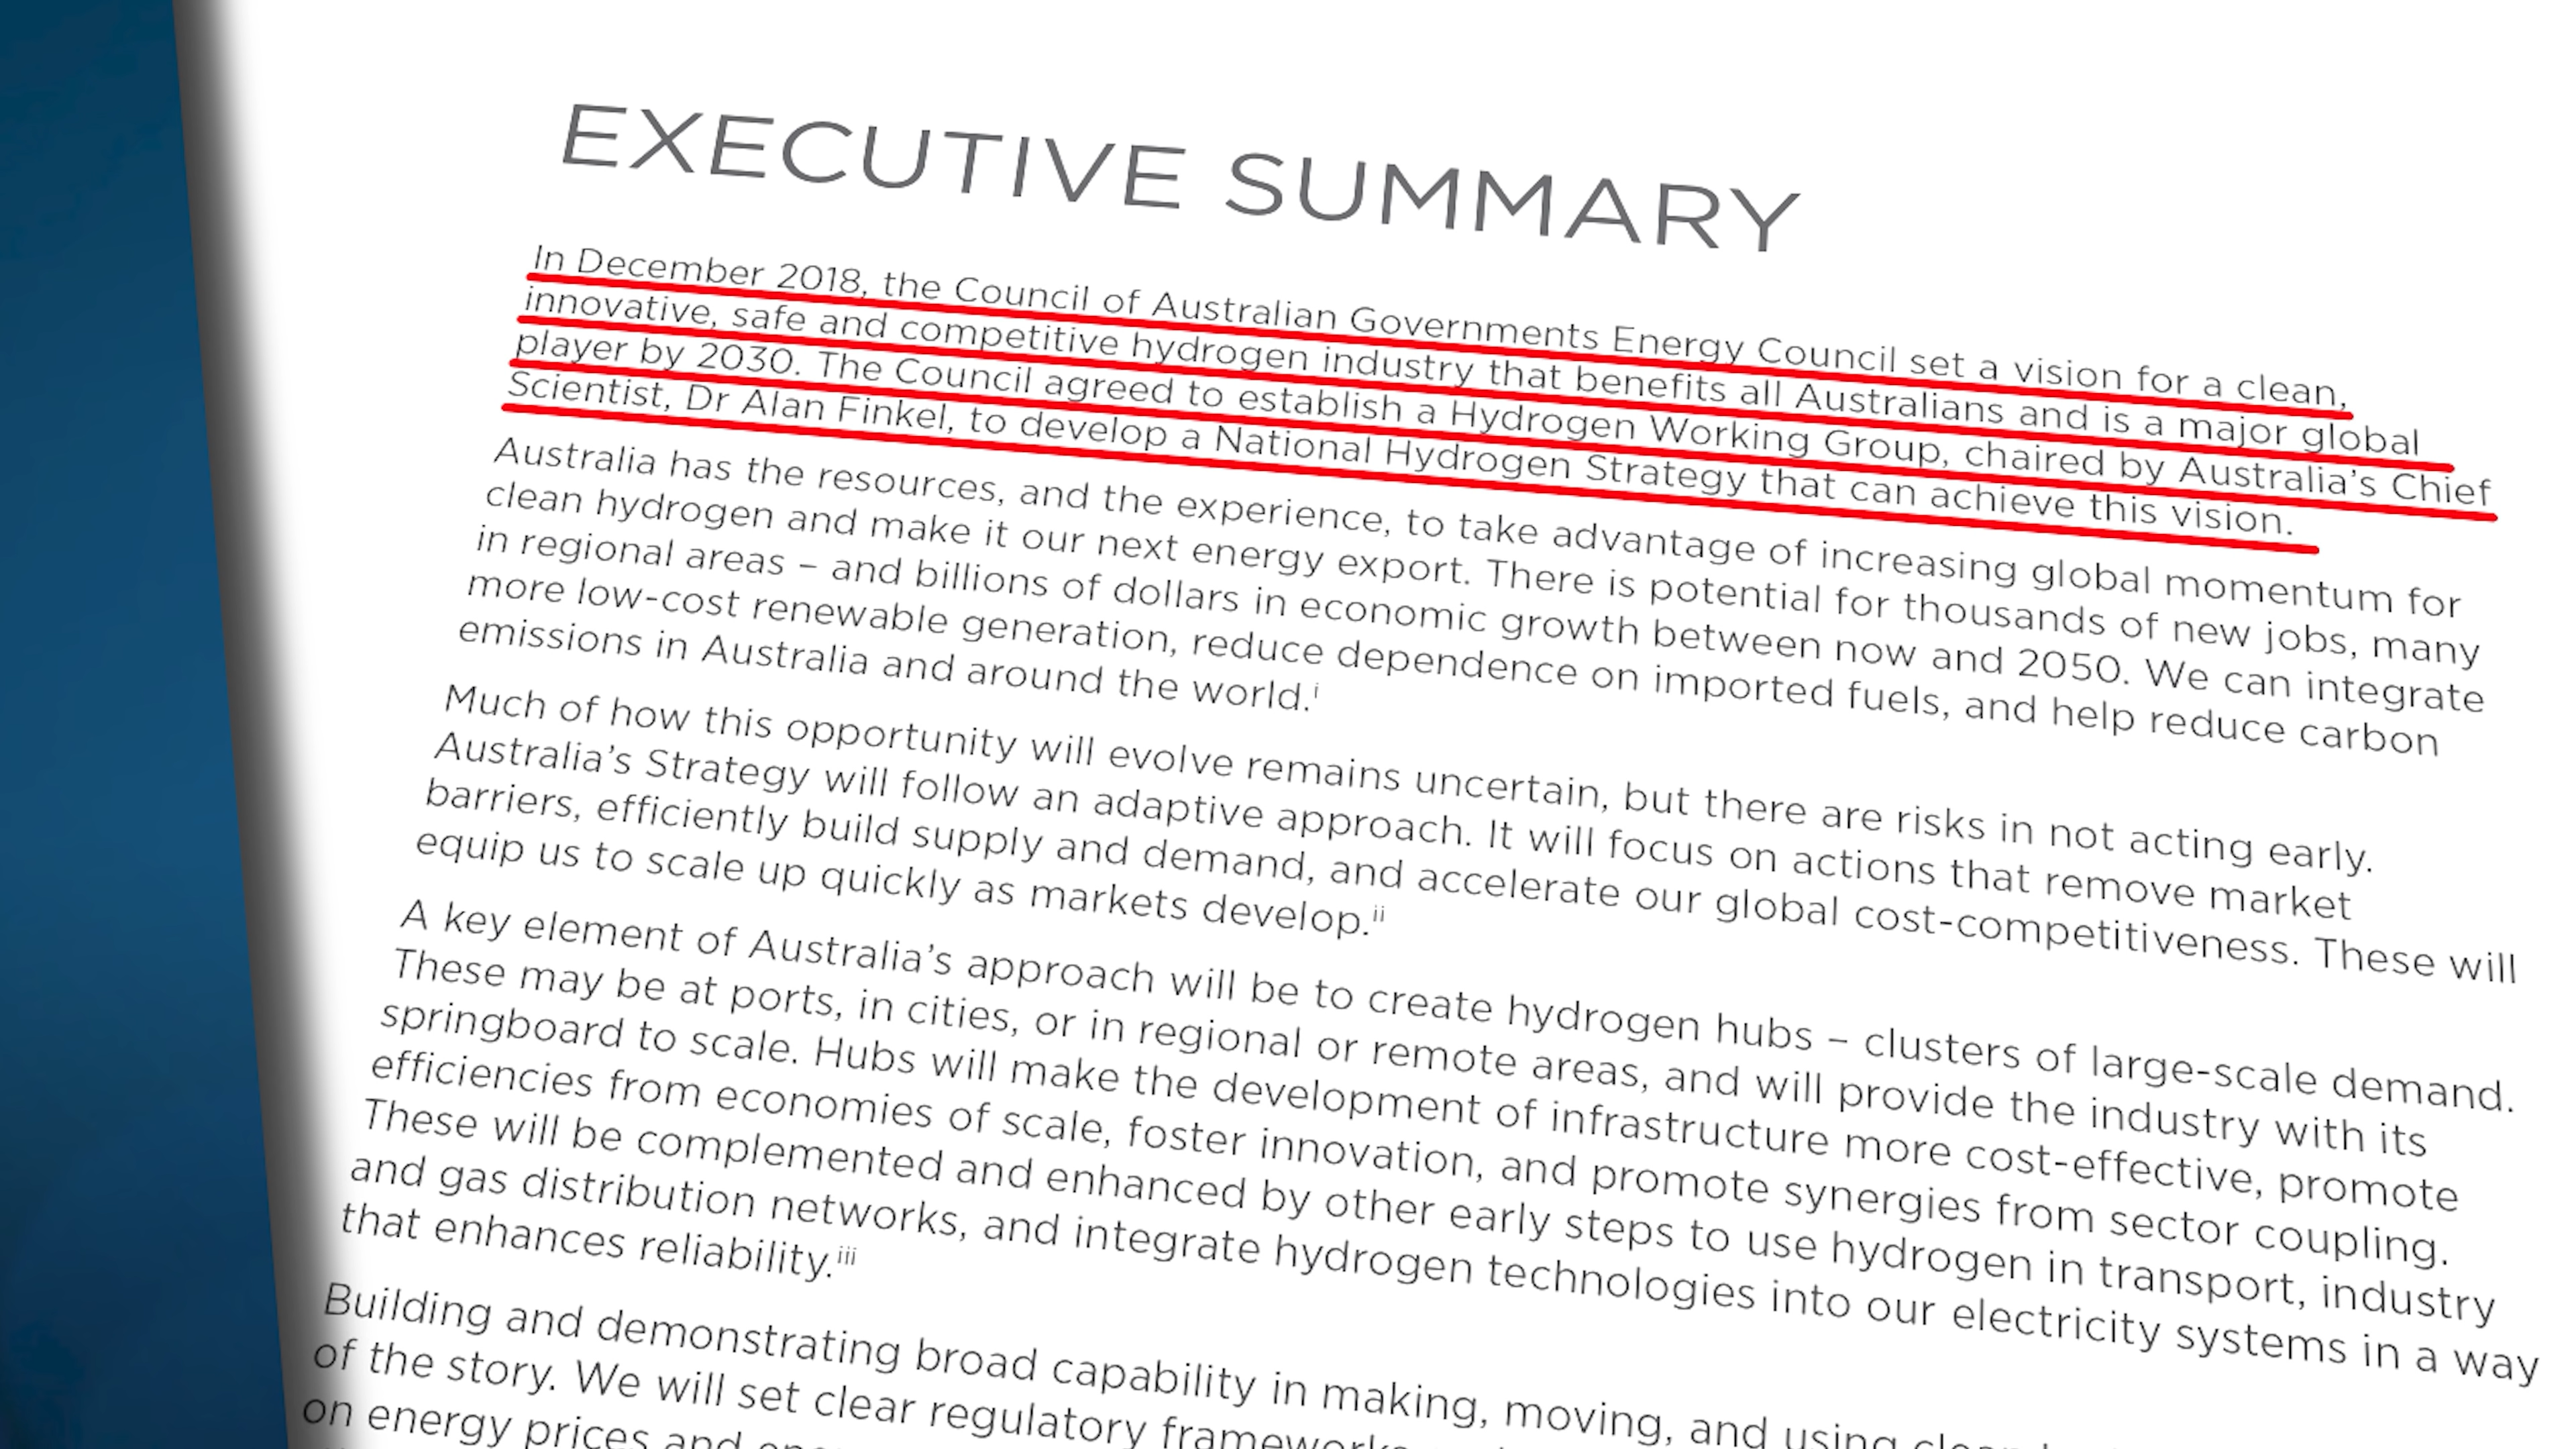 EXECUTIVE SUMMARY
In December 2018, the Council of Australian Governments Energy Council set a vision for a clean,
innovative, safe and competitive hydrogen industry that benefits all Australians and is a major global
player by 2030. The Council agreed to establish a Hydrogen Working Group, chaired by Australia’s Chief
Scientist, Dr Alan Finkel, to develop a National Hydrogen Strategy that can achieve this vision.
Australia has the resources, and the experience, to take advantage of increasing global momentum for
clean hydrogen and make it our next energy export. There is potential for thousands of new jobs, many
in regional areas – and billions of dollars in economic growth between now and 2050. We can integrate
more low-cost renewable generation, reduce dependence on imported fuels, and help reduce carbon
emissions in Australia and around the world.i
Much of how this opportunity will evolve remains uncertain, but there are risks in not acting early.
Australia’s Strategy will follow an adaptive approach. It will focus on actions that remove market
barriers, efficiently build supply and demand, and accelerate our global cost-competitiveness. These will
equip us to scale up quickly as markets develop.ii
A key element of Australia’s approach will be to create hydrogen hubs – clusters of large-scale demand.
These may be at ports, in cities, or in regional or remote areas, and will provide the industry with its
springboard to scale. Hubs will make the development of infrastructure more cost-effective, promote
efficiencies from economies of scale, foster innovation, and promote synergies from sector coupling.
These will be complemented and enhanced by other early steps to use hydrogen in transport, industry
and gas distribution networks, and integrate hydrogen technologies into our electricity systems in a way
that enhances reliability.iii
Building and demonstrating broad capability in making, moving, and using
of the story. We will set clear regulatory
on energy prices and